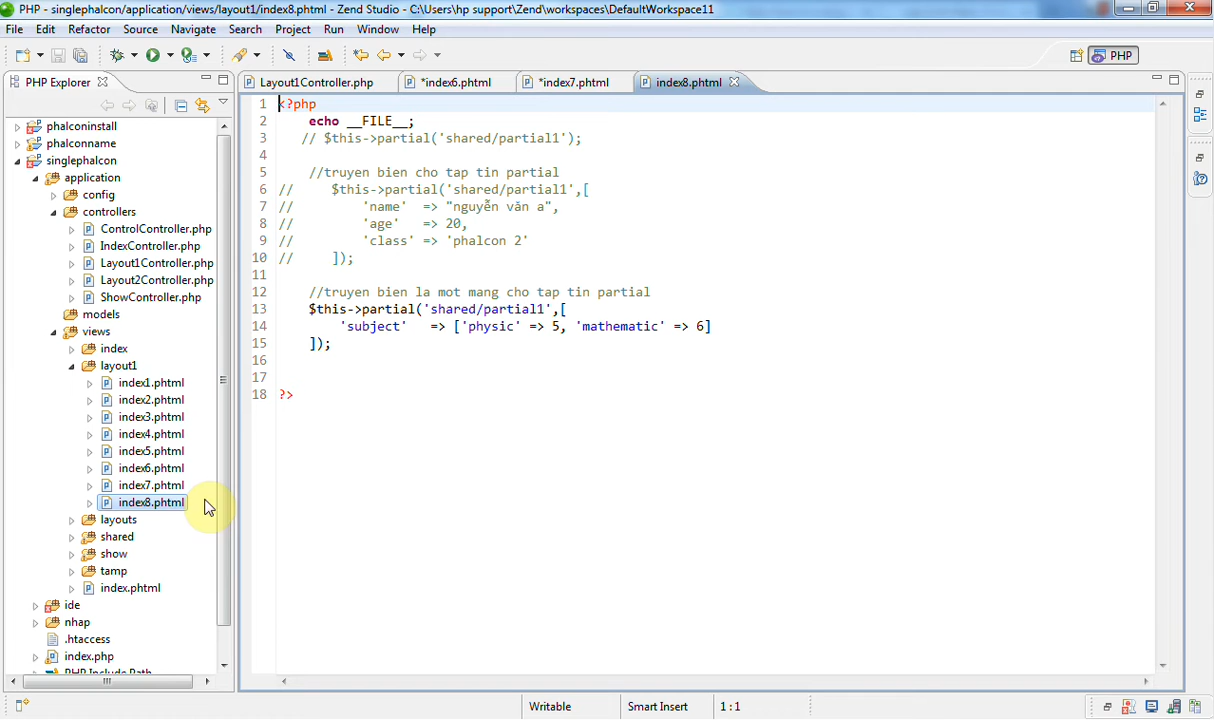 PHP - singlephalcon/application/views/layout1/index8.phtml - Zend Studio - C:\Users\hp support\Zend\workspaces\DefaultWorkspace11
File Edit Refactor Source Navigate Search Project Run Window Help
PHP
PHP Explorer
Layout1Controller.php
*index6.phtml
*index7.phtml
index8.phtml
phalconinstall
phalconname
singlephalcon
application
config
controllers
ControlController.php
IndexController.php
Layout1Controller.php
Layout2Controller.php
ShowController.php
models
views
index
layout1
index1.phtml
index2.phtml
index3.phtml
index4.phtml
index5.phtml
index6.phtml
index7.phtml
index8.phtml
layouts
shared
show
tamp
index.phtml
ide
nhap
.htaccess
index.php
PHP Include Path
1 <?php
2 echo __FILE__;
3 // $this->partial('shared/partial1');
4
5 //truyen bien cho tap tin partial
6 // $this->partial('shared/partial1',[
7 // 'name' => "nguyễn văn a",
8 // 'age' => 20,
9 // 'class' => 'phalcon 2'
10 // ]);
11
12 //truyen bien la mot mang cho tap tin partial
13 $this->partial('shared/partial1',[
14 'subject' => ['physic' => 5, 'mathematic' => 6]
15 ]);
16
17
18 ?>
Writable
Smart Insert
1 : 1